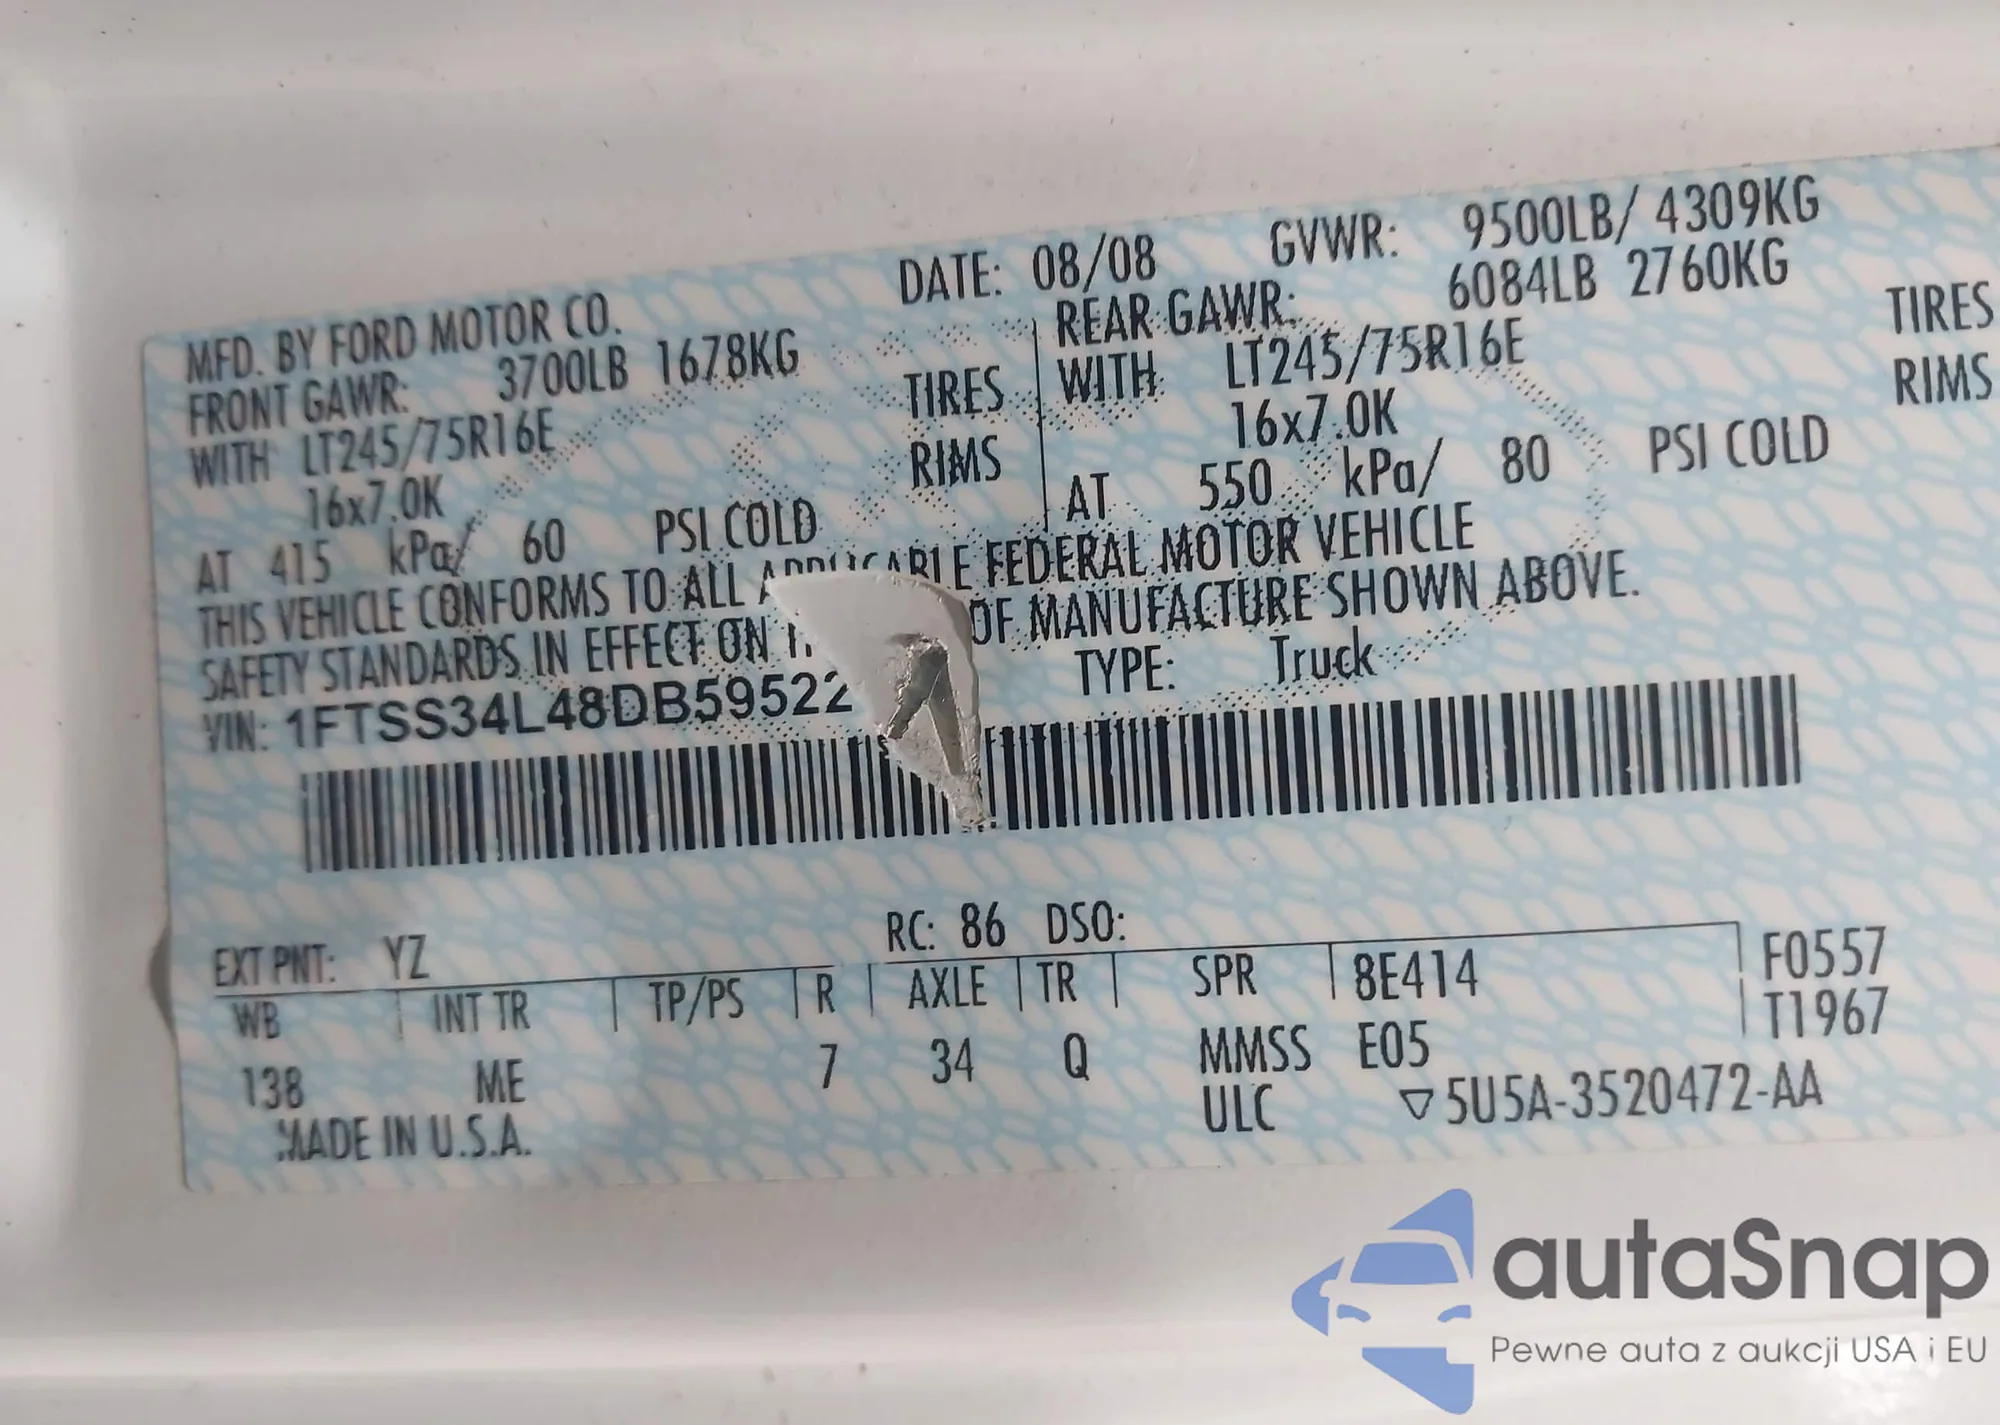 MFD. BY FORD MOTOR CO.
DATE: 08/08
GVWR: 9500LB/ 4309KG
FRONT GAWR: 3700LB 1678KG
WITH LT245/75R16E TIRES
16x7.0K RIMS
AT 415 kPa/ 60 PSI COLD
REAR GAWR: 6084LB 2760KG
WITH LT245/75R16E TIRES
16x7.0K RIMS
AT 550 kPa/ 80 PSI COLD
THIS VEHICLE CONFORMS TO ALL APPLICABLE FEDERAL MOTOR VEHICLE
SAFETY STANDARDS IN EFFECT ON OF MANUFACTURE SHOWN ABOVE.
VIN: 1FTSS34L48DB59522
TYPE: Truck
EXT PNT: YZ RC: 86 DSO:
WB INT TR TP/PS R AXLE TR SPR 8E414 F0557
T1967
138 ME 7 34 Q MMSS E05
MADE IN U.S.A. ULC ▽5U5A-3520472-AA
autaSnap
Pewne auta z aukcji USA i EU